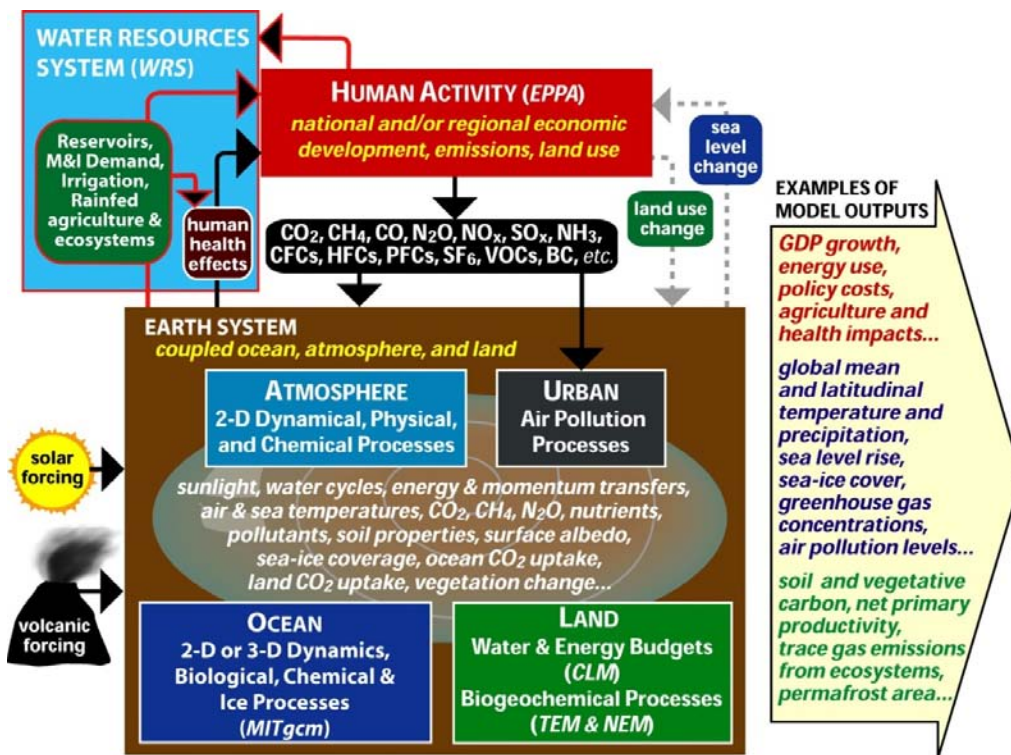 WATER RESOURCES
SYSTEM (WRS)
Reservoirs,
M&I Demand,
Irrigation,
Rainfed
agriculture &
ecosystems
human
health
effects
HUMAN ACTIVITY (EPPA)
national and/or regional economic
development, emissions, land use
sea
level
change
land use
change
CO₂, CH₄, CO, N₂O, NOₓ, SOₓ, NH₃,
CFCs, HFCs, PFCs, SF₆, VOCs, BC, etc.
EARTH SYSTEM
coupled ocean, atmosphere, and land
ATMOSPHERE
2-D Dynamical, Physical,
and Chemical Processes
URBAN
Air Pollution
Processes
solar
forcing
volcanic
forcing
sunlight, water cycles, energy & momentum transfers,
air & sea temperatures, CO₂, CH₄, N₂O, nutrients,
pollutants, soil properties, surface albedo,
sea-ice coverage, ocean CO₂ uptake,
land CO₂ uptake, vegetation change...
OCEAN
2-D or 3-D Dynamics,
Biological, Chemical &
Ice Processes
(MITgcm)
LAND
Water & Energy Budgets
(CLM)
Biogeochemical Processes
(TEM & NEM)
EXAMPLES OF
MODEL OUTPUTS
GDP growth,
energy use,
policy costs,
agriculture and
health impacts...
global mean
and latitudinal
temperature and
precipitation,
sea level rise,
sea-ice cover,
greenhouse gas
concentrations,
air pollution levels...
soil and vegetative
carbon, net primary
productivity,
trace gas emissions
from ecosystems,
permafrost area...